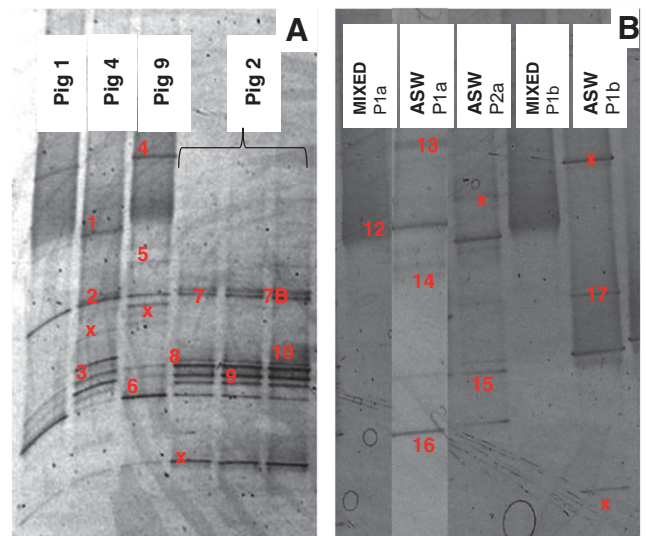 A
Pig 1
Pig 4
Pig 9
Pig 2
4
1
5
2
x
7
7B
x
8
10
3
9
6
x
B
MIXED P1a
ASW P1a
ASW P2a
MIXED P1b
ASW P1b
13
x
x
12
14
17
15
16
x